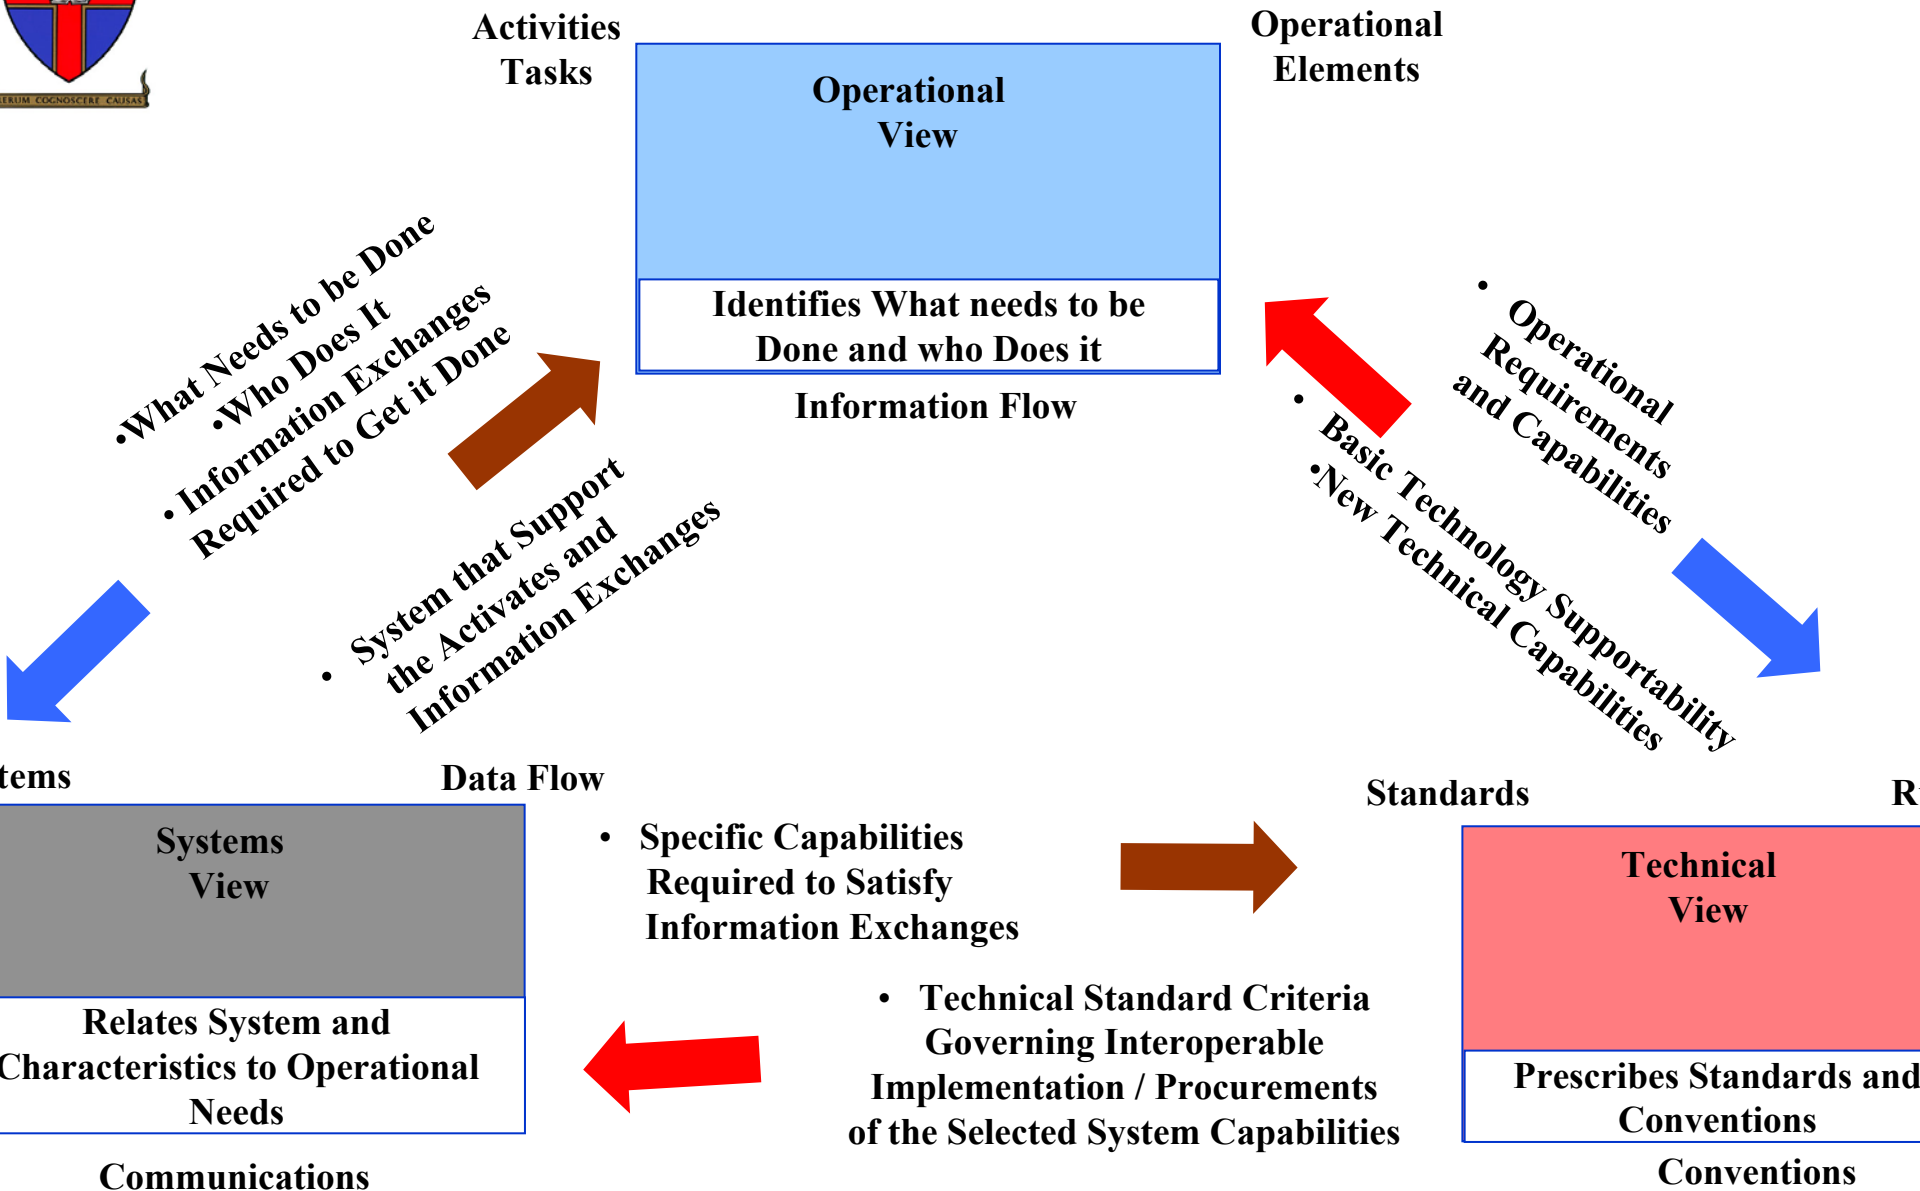 Activities
Tasks
Operational
Elements
Operational
View
Identifies What needs to be
Done and who Does it
Information Flow
RERUM COGNOSCERE CAUSAS
•What Needs to be Done
•Who Does It
• Information Exchanges
Required to Get it Done
• System that Support
the Activates and
Information Exchanges
• Operational
Requirements
and Capabilities
• Basic Technology Supportability
•New Technical Capabilities
tems
Data Flow
Systems
View
Relates System and
Characteristics to Operational
Needs
Communications
• Specific Capabilities
Required to Satisfy
Information Exchanges
• Technical Standard Criteria
Governing Interoperable
Implementation / Procurements
of the Selected System Capabilities
Standards
Technical
View
Prescribes Standards and
Conventions
Conventions